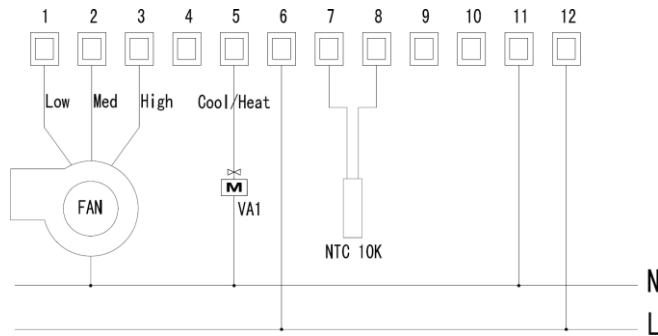 1 2 3 4 5 6 7 8 9 10 11 12
Low Med High Cool/Heat
M
FAN VA1
NTC 10K
N
L